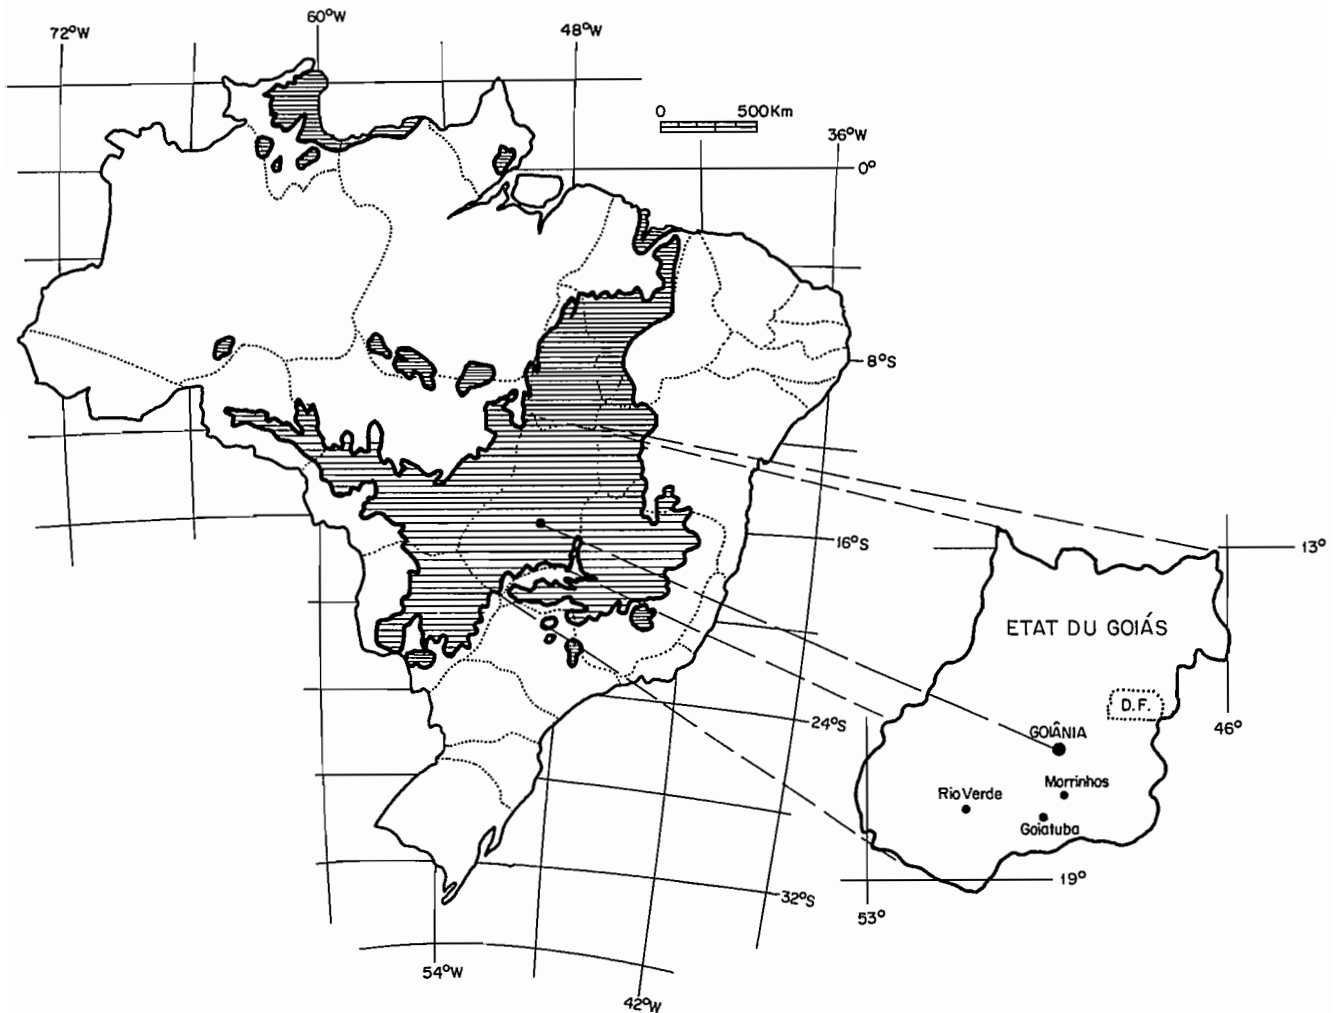 60°W
72°W
48°W
0 500Km
36°W
0°
8°S
16°S
13°
ETAT DU GOIÁS
D.F.
24°S
46°
GOIÂNIA
Morrinhos
Rio Verde
Goiatuba
19°
32°S
53°
54°W
42°W